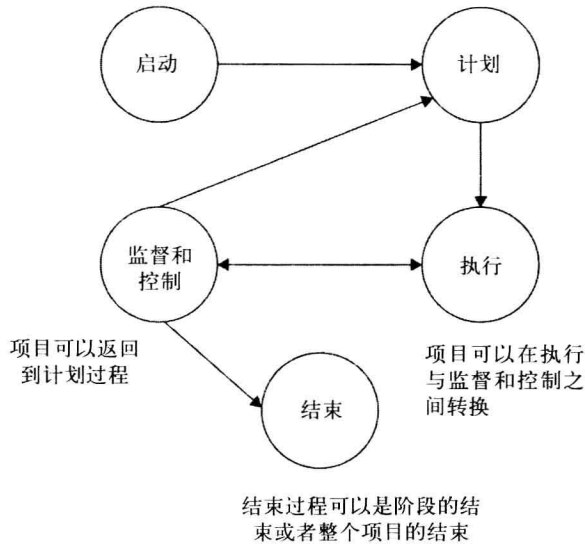 启动
计划
监督和
控制
执行
项目可以返回
到计划过程
项目可以在执行
与监督和控制之
间转换
结束
结束过程可以是阶段的结
束或者整个项目的结束